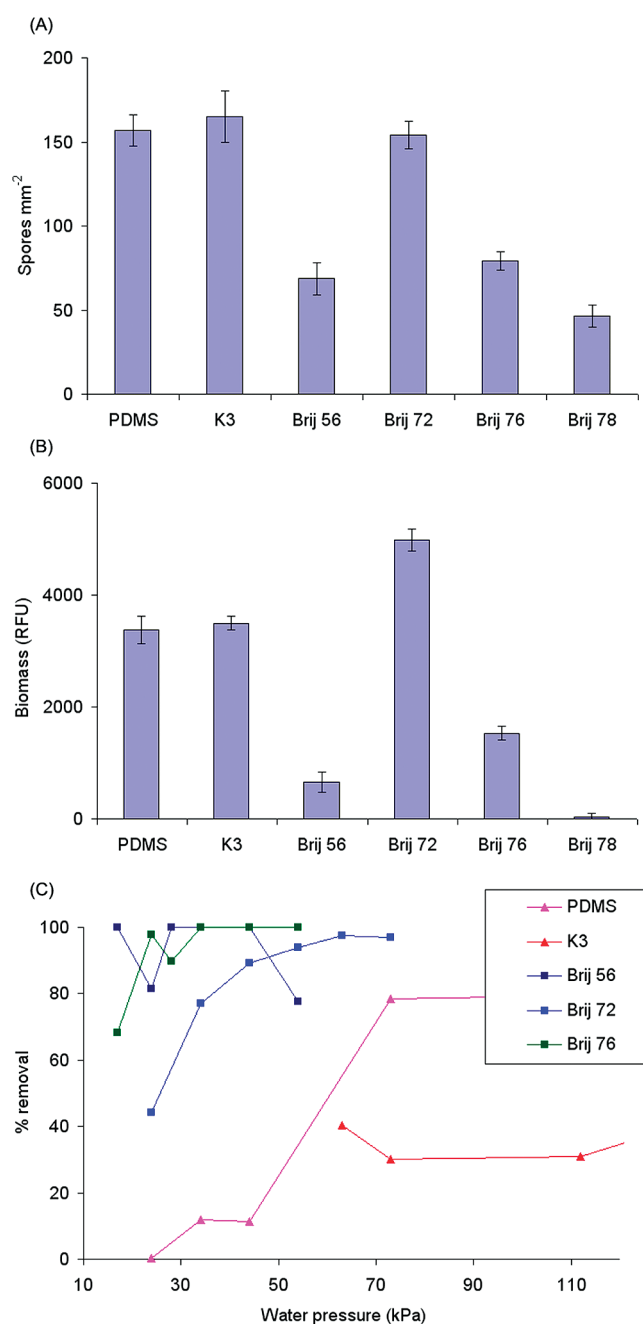 (A)
200
150
100
50
0
Spores mm-2
PDMS K3 Brij 56 Brij 72 Brij 76 Brij 78
(B)
6000
4000
2000
0
Biomass (RFU)
PDMS K3 Brij 56 Brij 72 Brij 76 Brij 78
(C)
100
80
60
40
20
0
% removal
PDMS
K3
Brij 56
Brij 72
Brij 76
10 30 50 70 90 110
Water pressure (kPa)